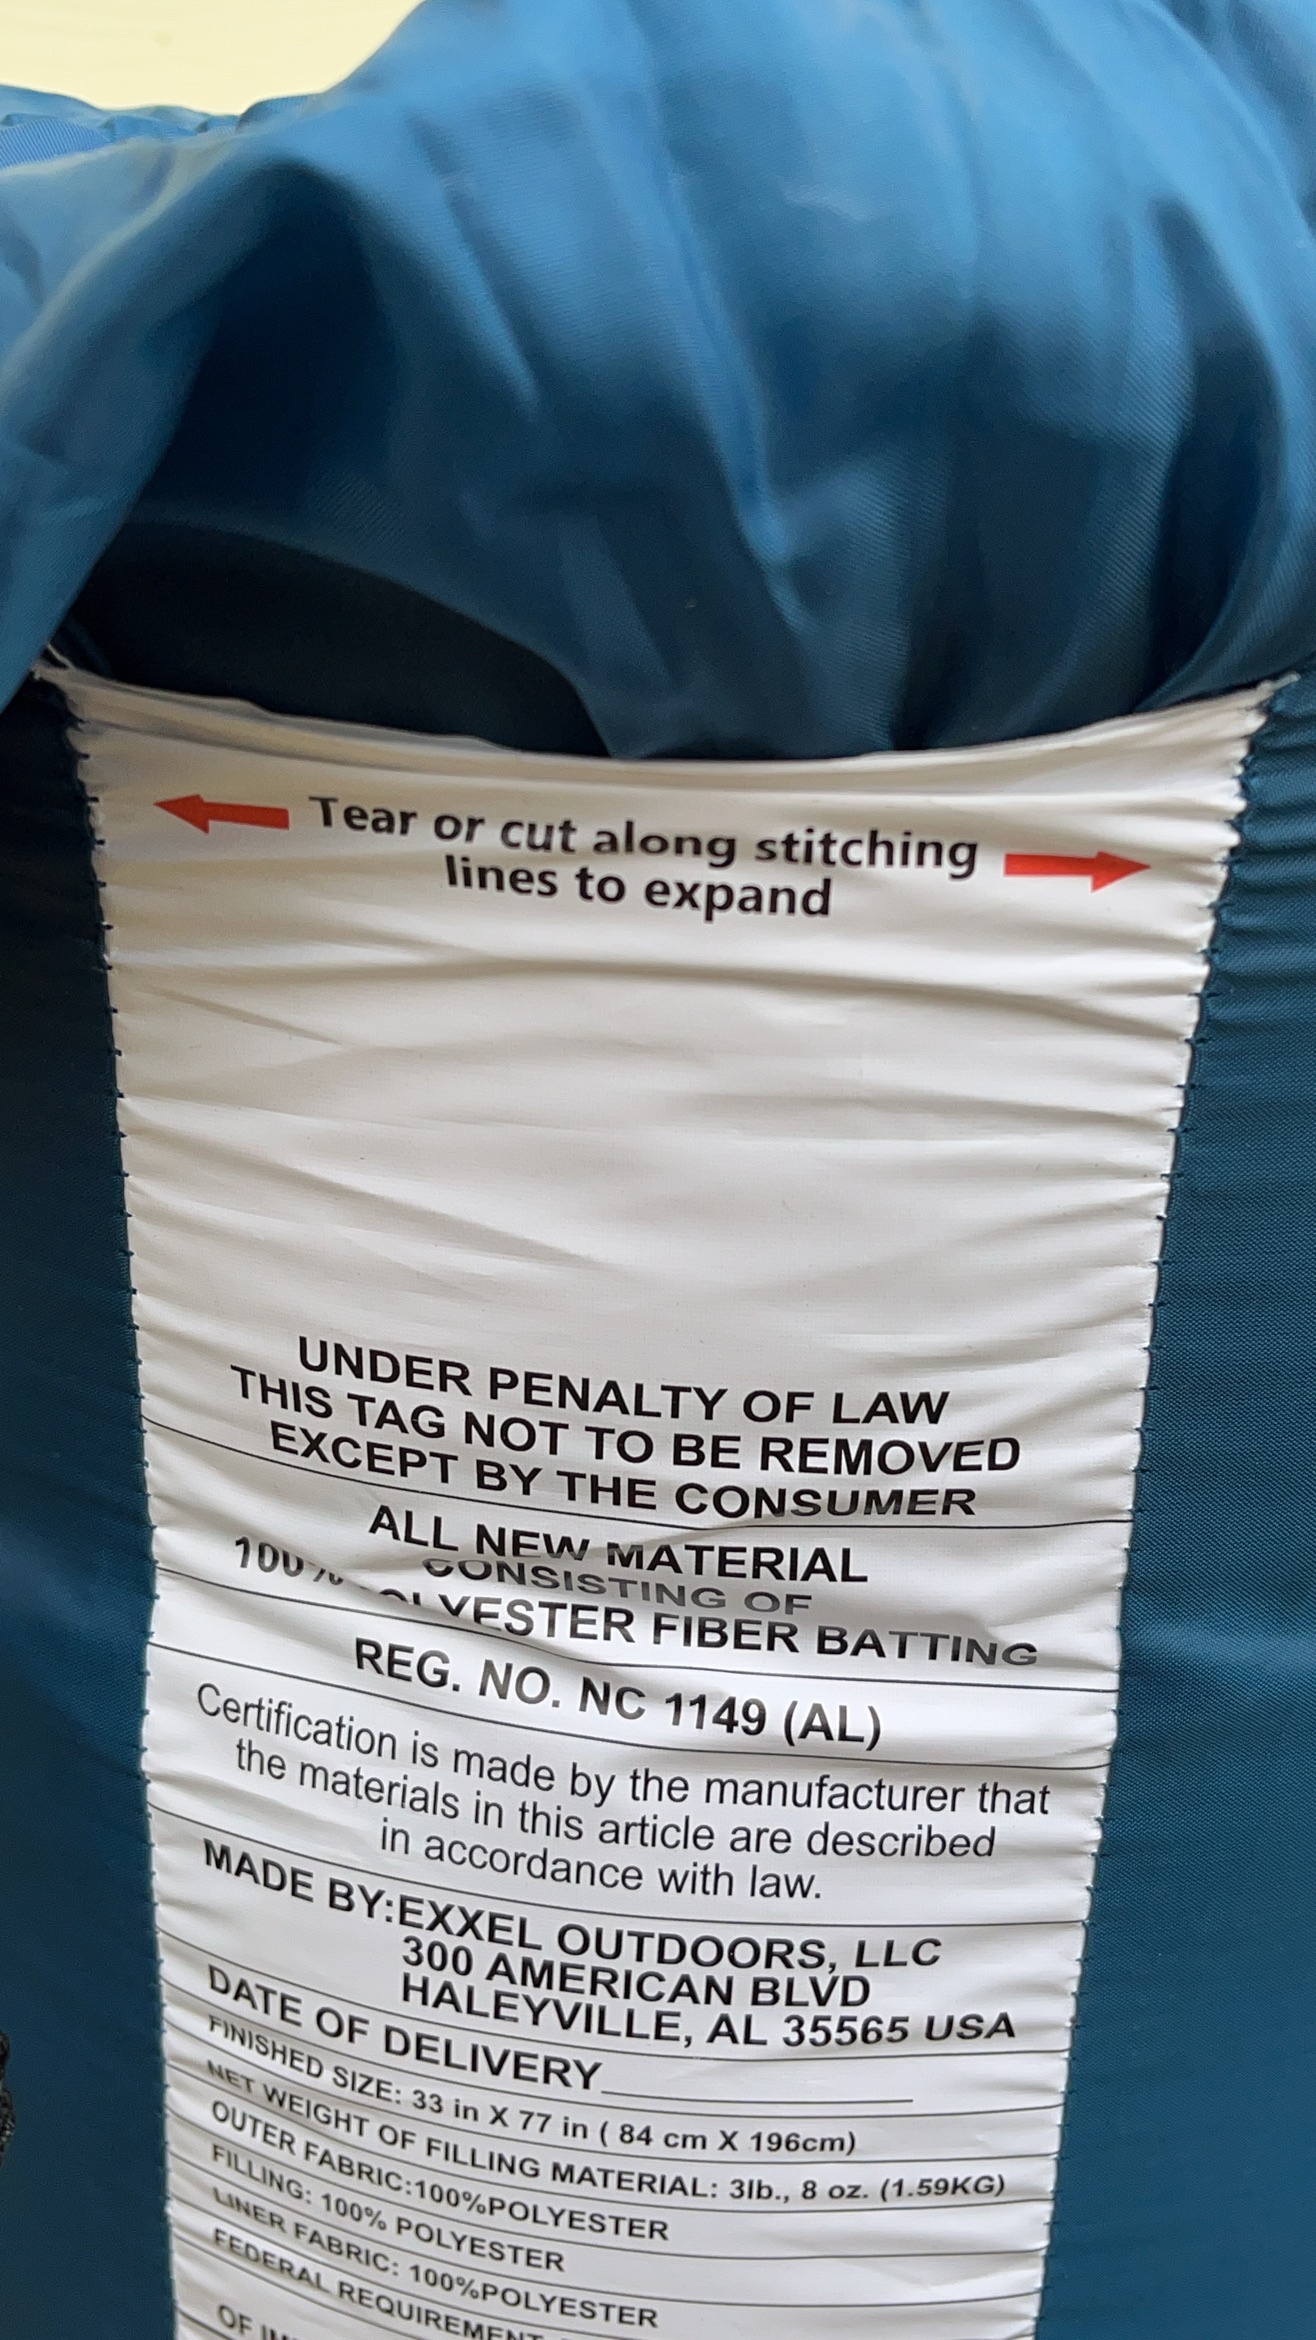 Tear or cut along stitching
lines to expand
UNDER PENALTY OF LAW
THIS TAG NOT TO BE REMOVED
EXCEPT BY THE CONSUMER
ALL NEW MATERIAL
CONSISTING OF
100% POLYESTER FIBER BATTING
REG. NO. NC 1149 (AL)
Certification is made by the manufacturer that
the materials in this article are described
in accordance with law.
MADE BY:EXXEL OUTDOORS, LLC
300 AMERICAN BLVD
HALEYVILLE, AL 35565 USA
DATE OF DELIVERY
FINISHED SIZE: 33 in X 77 in ( 84 cm X 196cm)
NET WEIGHT OF FILLING MATERIAL: 3lb., 8 oz. (1.59KG)
OUTER FABRIC:100%POLYESTER
FILLING: 100% POLYESTER
LINER FABRIC: 100%POLYESTER
FEDERAL REQUIREMENT
OF